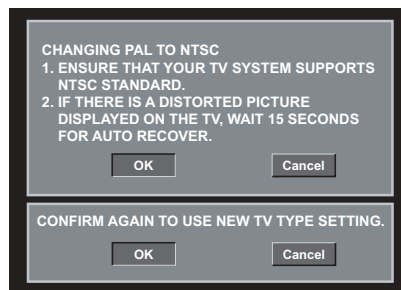 CHANGING PAL TO NTSC
1. ENSURE THAT YOUR TV SYSTEM SUPPORTS
NTSC STANDARD.
2. IF THERE IS A DISTORTED PICTURE
DISPLAYED ON THE TV, WAIT 15 SECONDS
FOR AUTO RECOVER.
OK Cancel
CONFIRM AGAIN TO USE NEW TV TYPE SETTING.
OK Cancel